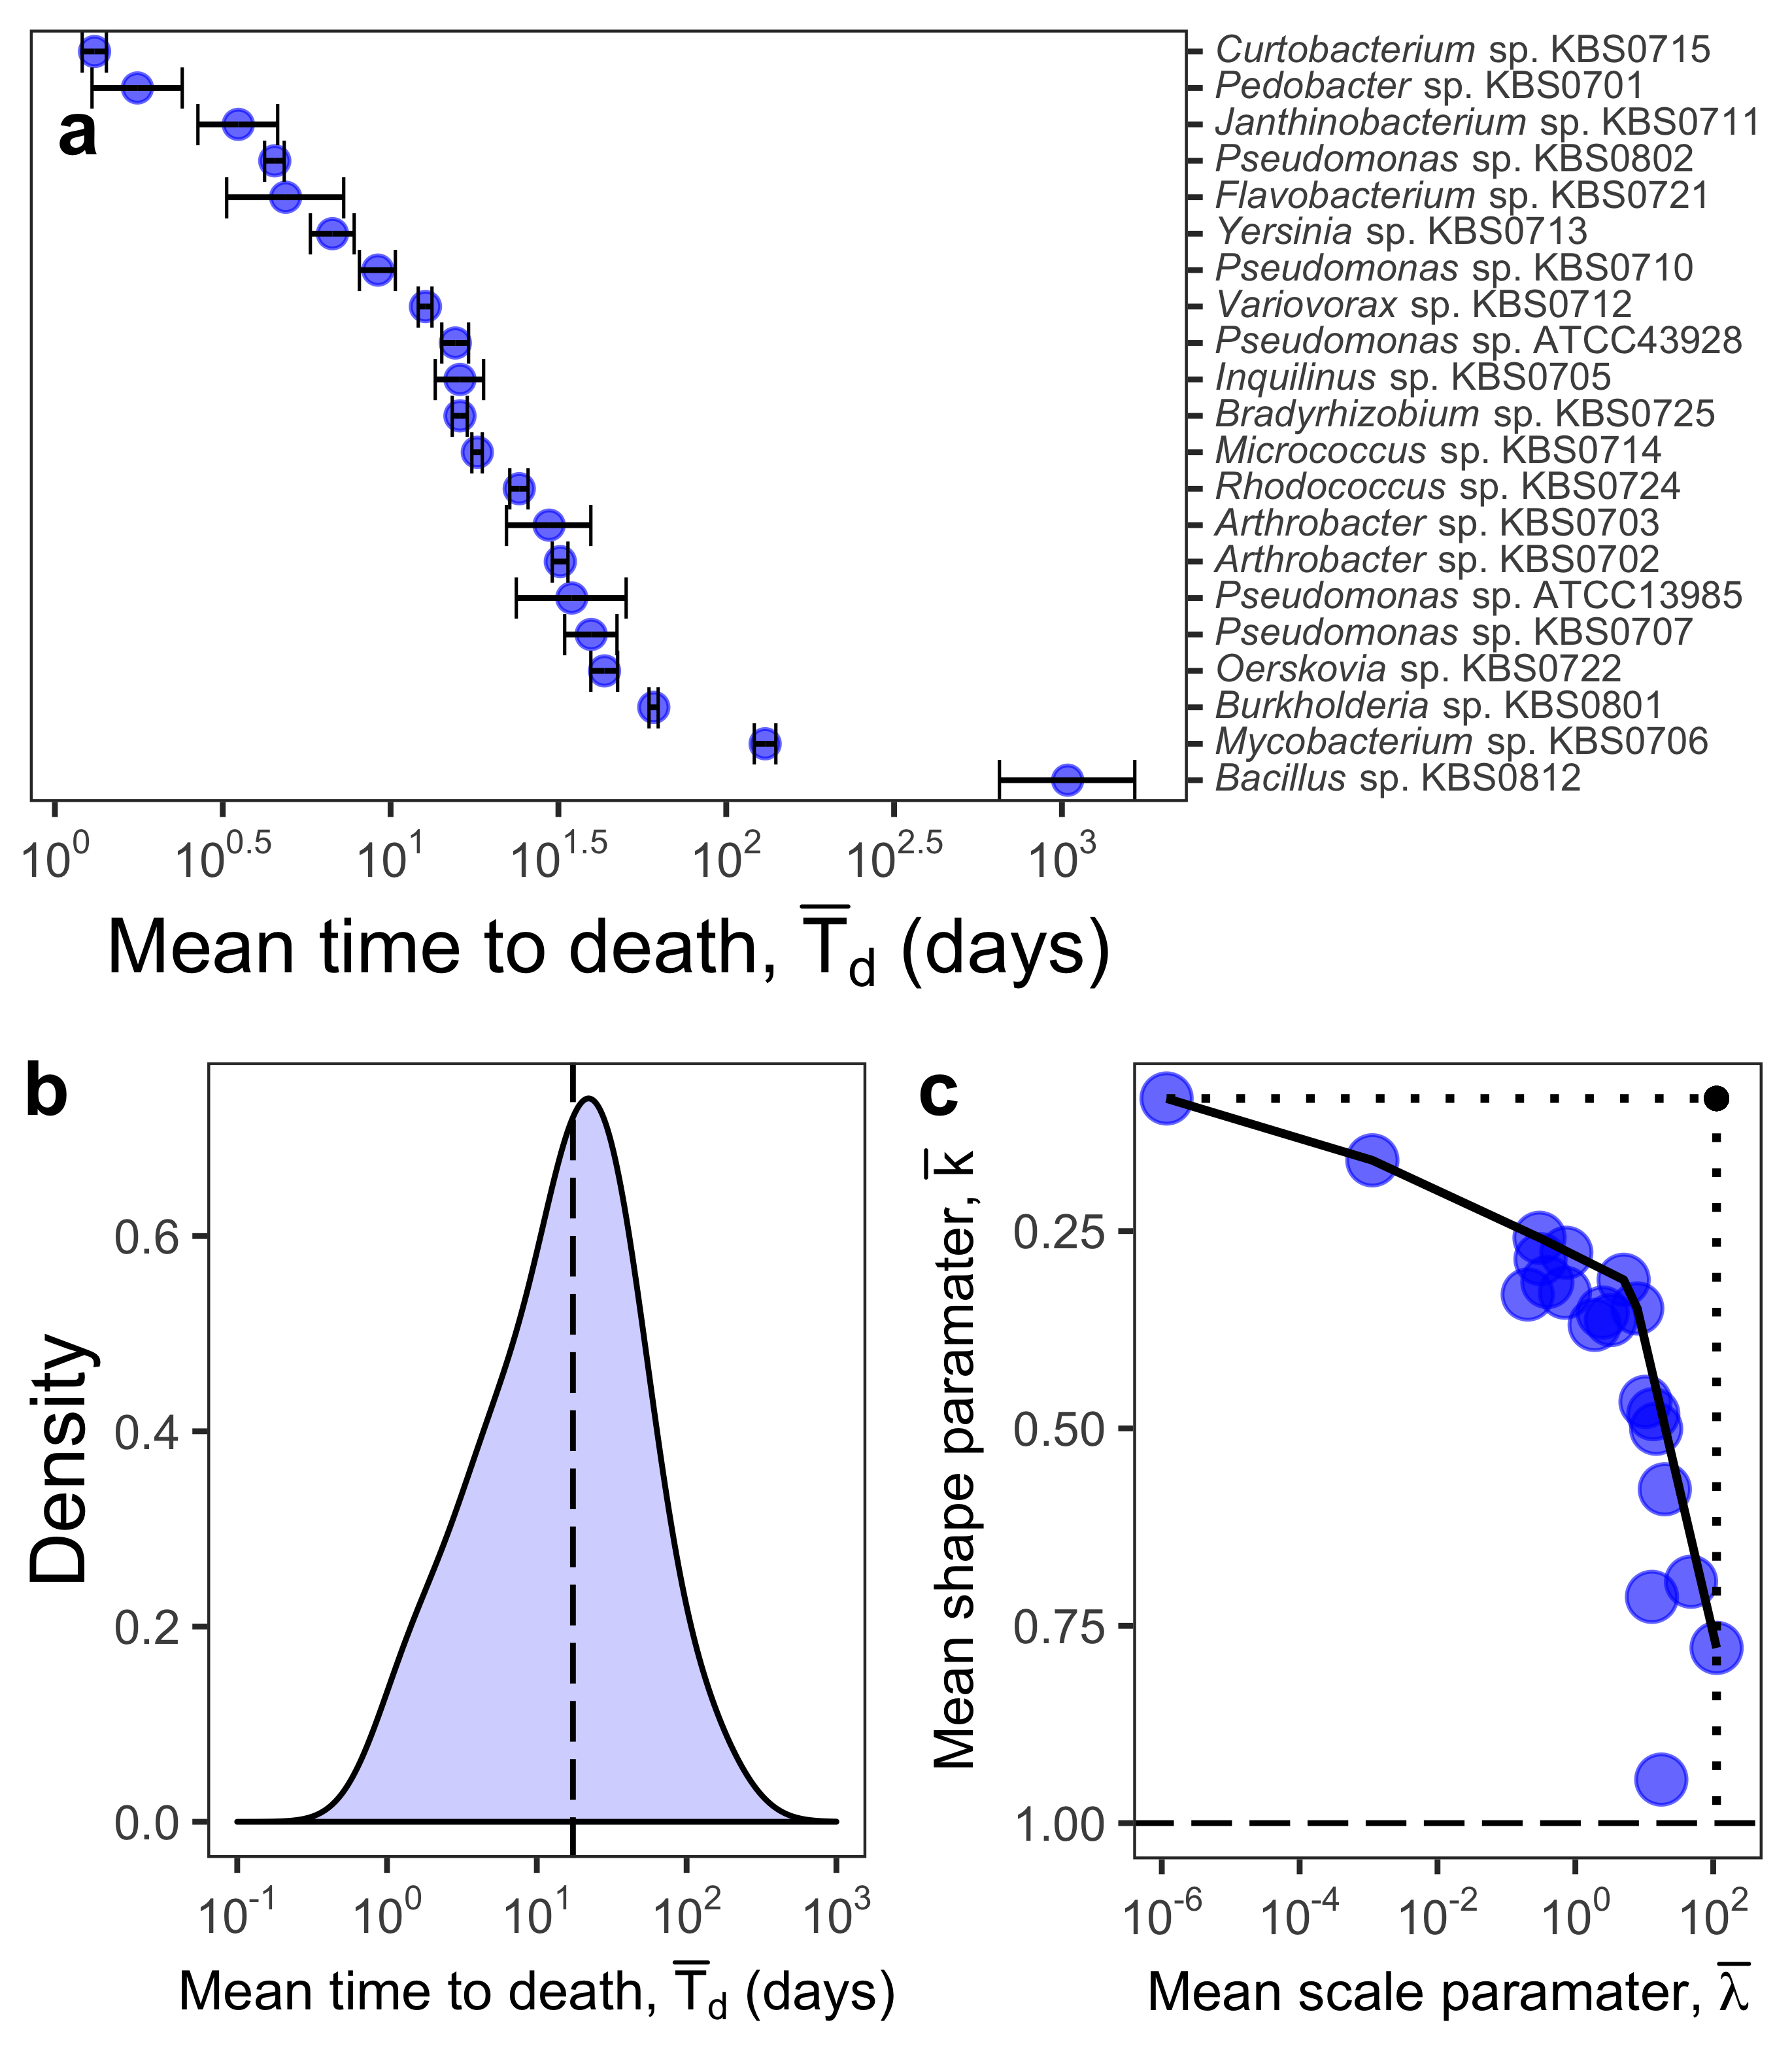 a
Curtobacterium sp. KBS0715
Pedobacter sp. KBS0701
Janthinobacterium sp. KBS0711
Pseudomonas sp. KBS0802
Flavobacterium sp. KBS0721
Yersinia sp. KBS0713
Pseudomonas sp. KBS0710
Variovorax sp. KBS0712
Pseudomonas sp. ATCC43928
Inquilinus sp. KBS0705
Bradyrhizobium sp. KBS0725
Micrococcus sp. KBS0714
Rhodococcus sp. KBS0724
Arthrobacter sp. KBS0703
Arthrobacter sp. KBS0702
Pseudomonas sp. ATCC13985
Pseudomonas sp. KBS0707
Oerskovia sp. KBS0722
Burkholderia sp. KBS0801
Mycobacterium sp. KBS0706
Bacillus sp. KBS0812
10^0 10^0.5 10^1 10^1.5 10^2 10^2.5 10^3
Mean time to death, T̅_d (days)
b
Density
0.6
0.4
0.2
0.0
10^-1 10^0 10^1 10^2 10^3
Mean time to death, T̅_d (days)
c
Mean shape paramater, k̅
0.25
0.50
0.75
1.00
10^-6 10^-4 10^-2 10^0 10^2
Mean scale paramater, λ̅